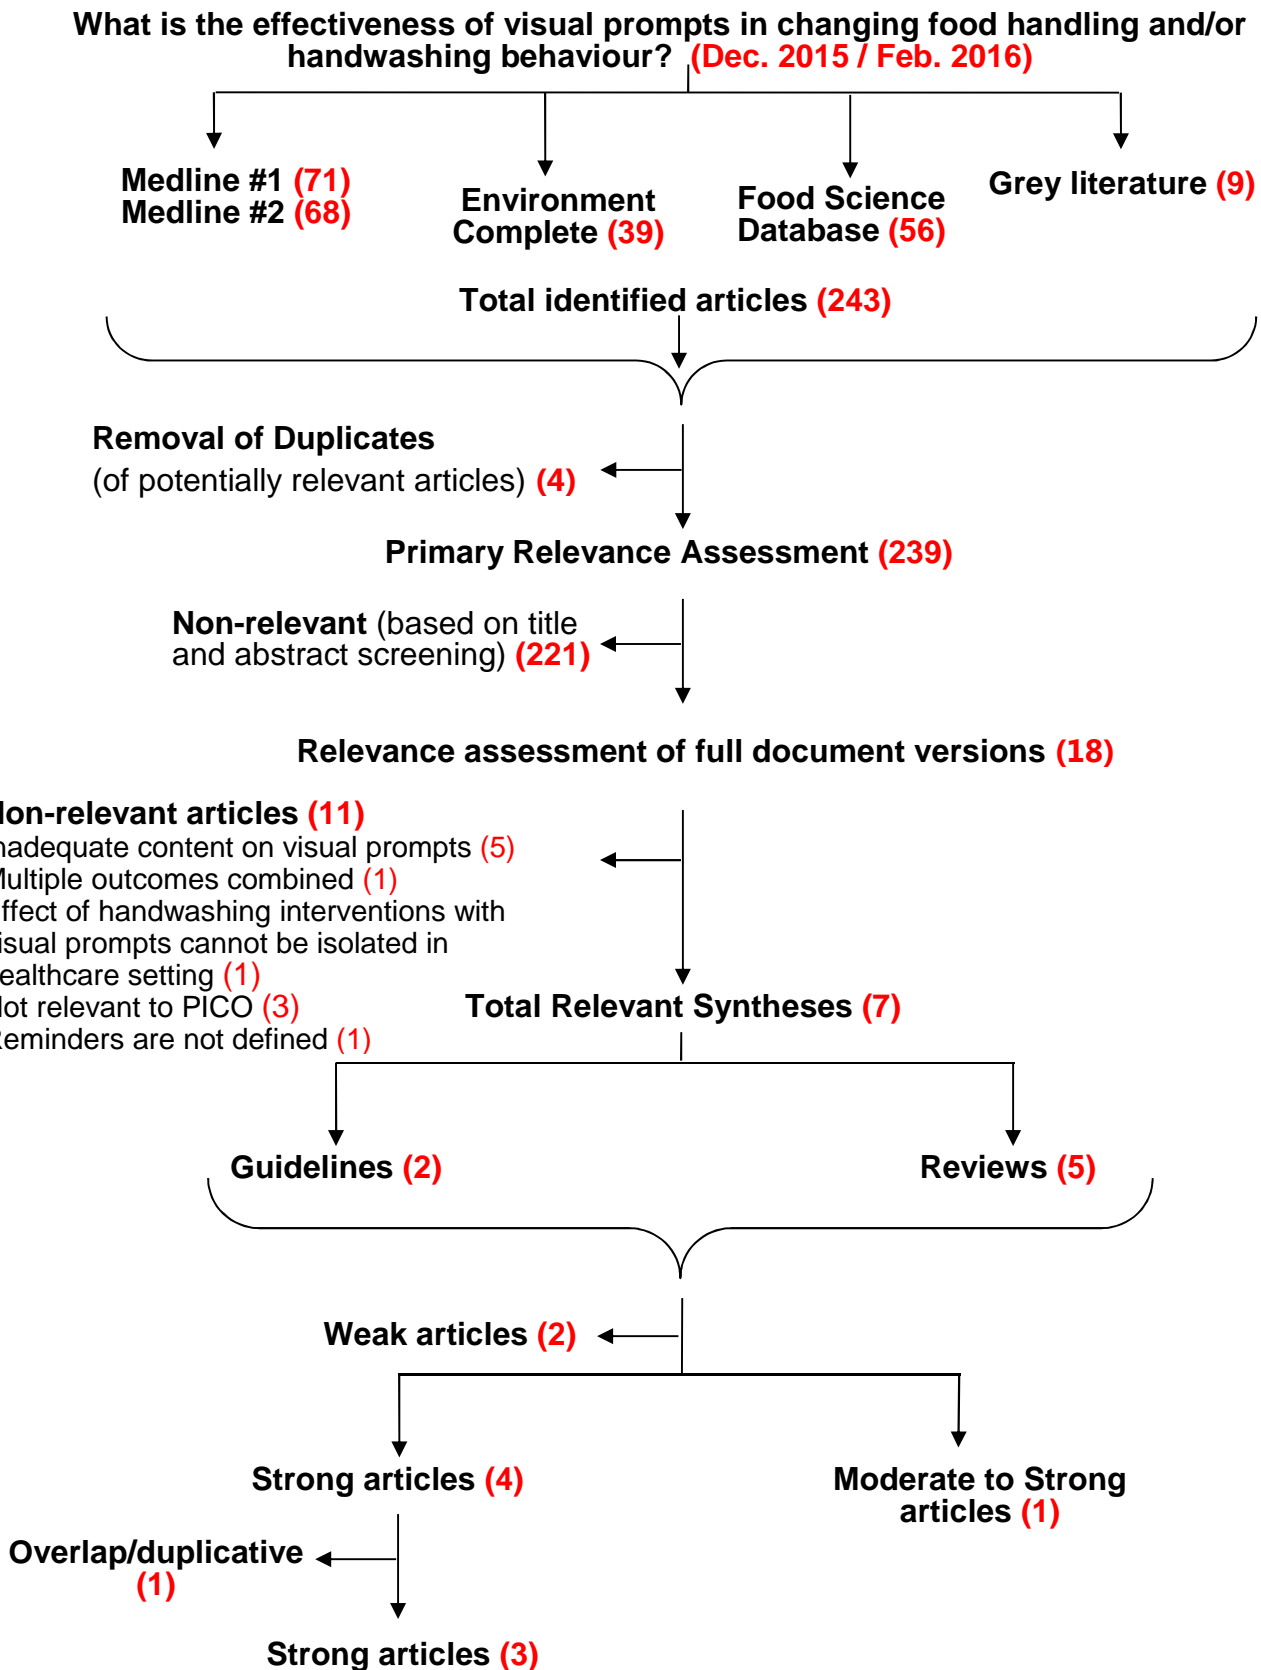 What is the effectiveness of visual prompts in changing food handling and/or
handwashing behaviour? (Dec. 2015 / Feb. 2016)
Medline #1 (71)
Medline #2 (68)
Environment
Complete (39)
Food Science
Database (56)
Grey literature (9)
Total identified articles (243)
Removal of Duplicates
(of potentially relevant articles) (4)
Primary Relevance Assessment (239)
Non-relevant (based on title
and abstract screening) (221)
Relevance assessment of full document versions (18)
Non-relevant articles (11)
nadequate content on visual prompts (5)
Multiple outcomes combined (1)
ffect of handwashing interventions with
isual prompts cannot be isolated in
ealthcare setting (1)
Not relevant to PICO (3)
Reminders are not defined (1)
Total Relevant Syntheses (7)
Guidelines (2)
Reviews (5)
Weak articles (2)
Strong articles (4)
Moderate to Strong
articles (1)
Overlap/duplicative
(1)
Strong articles (3)